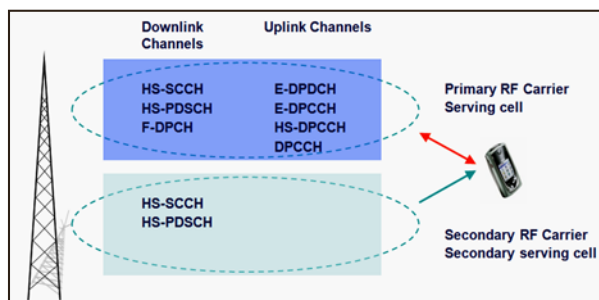 Downlink
Channels
Uplink Channels
HS-SCCH
HS-PDSCH
F-DPCH
E-DPDCH
E-DPCCH
HS-DPCCH
DPCCH
Primary RF Carrier
Serving cell
HS-SCCH
HS-PDSCH
Secondary RF Carrier
Secondary serving cell